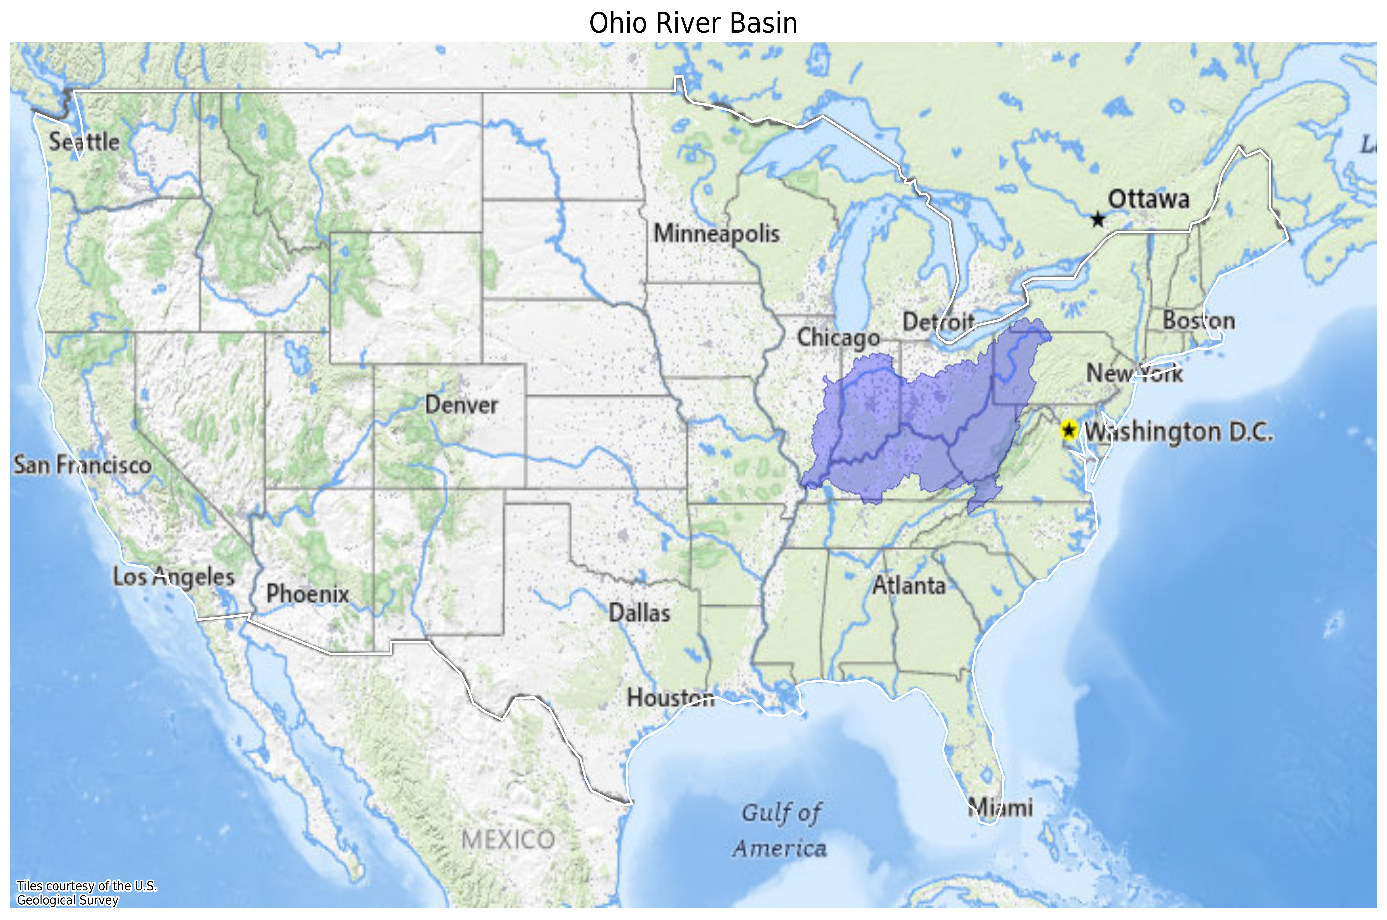 Ohio River Basin
Seattle
Ottawa
Minneapolis
Boston
Detroit
Chicago
New York
Denver
Washington D.C.
San Francisco
Los Angeles
Phoenix
Atlanta
Dallas
Houston
Miami
Gulf of
America
MEXICO
Tiles courtesy of the U.S.
Geological Survey